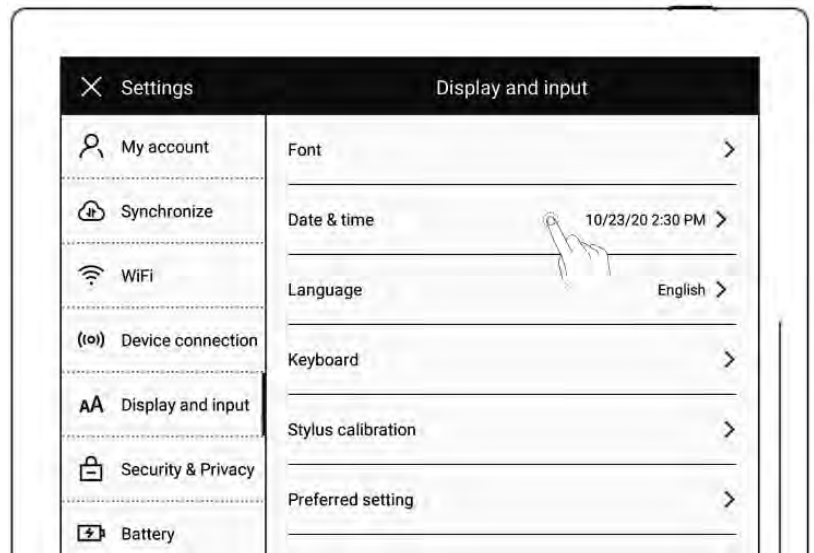 Settings
Display and input
My account
Synchronize
WiFi
Device connection
AA Display and input
Security & Privacy
Battery
Font
Date & time 10/23/20 2:30 PM
Language English
Keyboard
Stylus calibration
Preferred setting